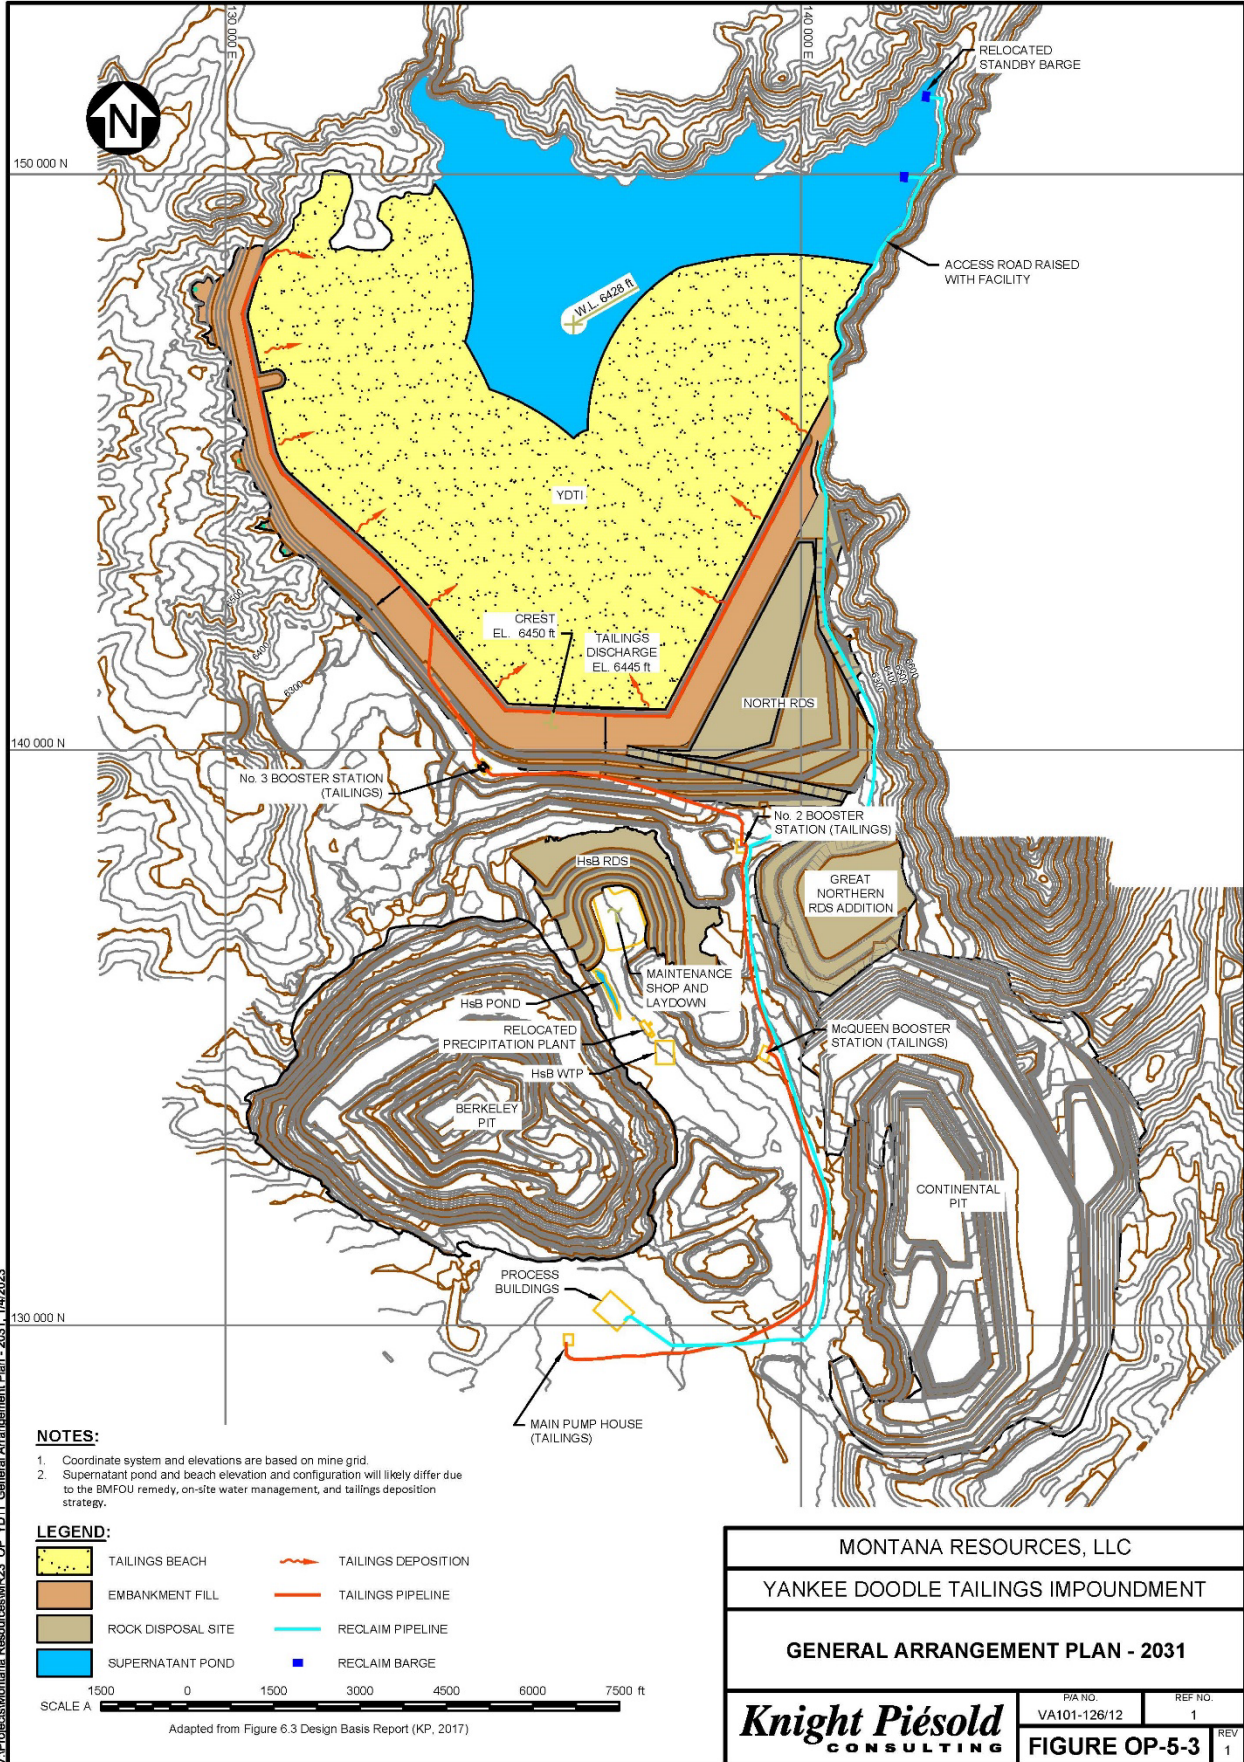 130 000 E
140 000 E
RELOCATED
STANDBY BARGE
N
150 000 N
ACCESS ROAD RAISED
WITH FACILITY
W.L. 6428 ft
YDTI
CREST
EL. 6450 ft
TAILINGS
DISCHARGE
EL. 6445 ft
6500
6400
6300
6600
6500
6400
6300
NORTH RDS
140 000 N
No. 3 BOOSTER STATION
(TAILINGS)
No. 2 BOOSTER
STATION (TAILINGS)
HsB RDS
GREAT
NORTHERN
RDS ADDITION
MAINTENANCE
SHOP AND
LAYDOWN
HsB POND
RELOCATED
PRECIPITATION PLANT
McQUEEN BOOSTER
STATION (TAILINGS)
HsB WTP
BERKELEY
PIT
CONTINENTAL
PIT
PROCESS
BUILDINGS
130 000 N
MAIN PUMP HOUSE
(TAILINGS)
NOTES:
1. Coordinate system and elevations are based on mine grid.
2. Supernatant pond and beach elevation and configuration will likely differ due
to the BMFOU remedy, on-site water management, and tailings deposition
strategy.
LEGEND:
TAILINGS BEACH
TAILINGS DEPOSITION
EMBANKMENT FILL
TAILINGS PIPELINE
ROCK DISPOSAL SITE
RECLAIM PIPELINE
SUPERNATANT POND
RECLAIM BARGE
SCALE A
1500 0 1500 3000 4500 6000 7500 ft
Adapted from Figure 6.3 Design Basis Report (KP, 2017)
MONTANA RESOURCES, LLC
YANKEE DOODLE TAILINGS IMPOUNDMENT
GENERAL ARRANGEMENT PLAN - 2031
Knight Piésold
CONSULTING
P/A NO.
VA101-126/12
REF NO.
1
FIGURE OP-5-3
REV
1